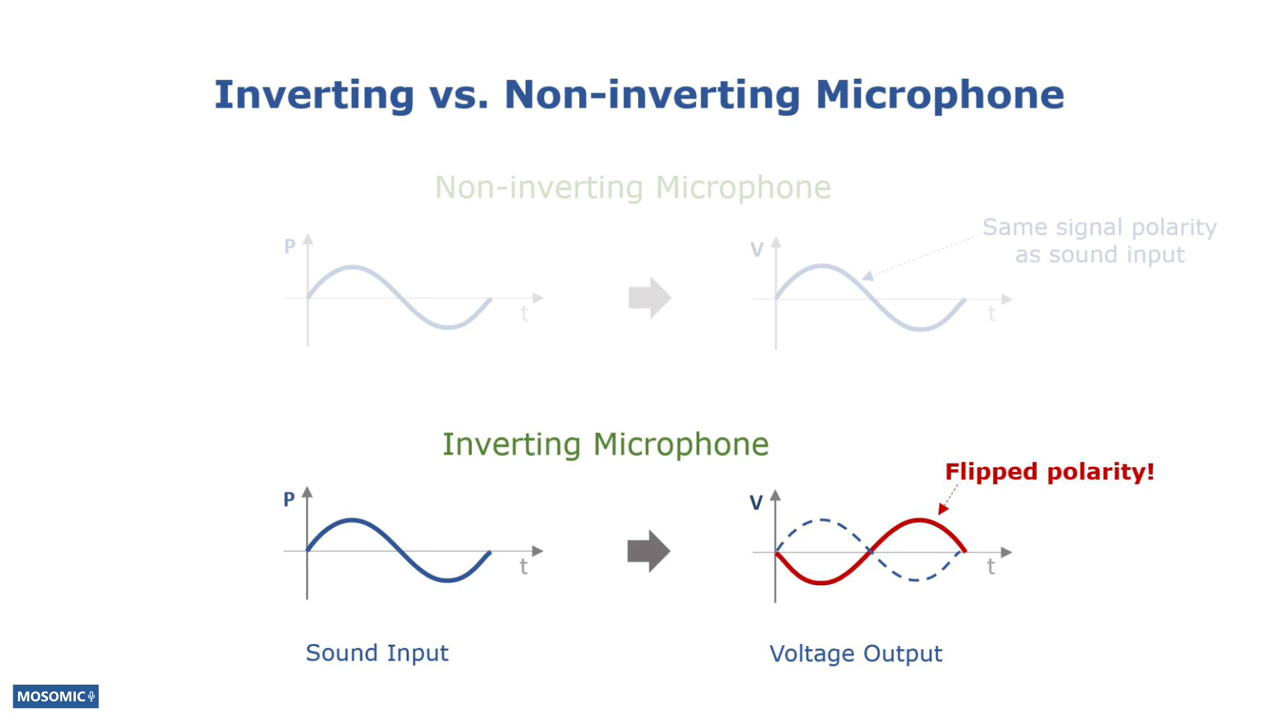 Inverting vs. Non-inverting Microphone
Non-inverting Microphone
P
t
V
t
Same signal polarity
as sound input
Inverting Microphone
P
t
V
t
Flipped polarity!
Sound Input
Voltage Output
MOSOMIC